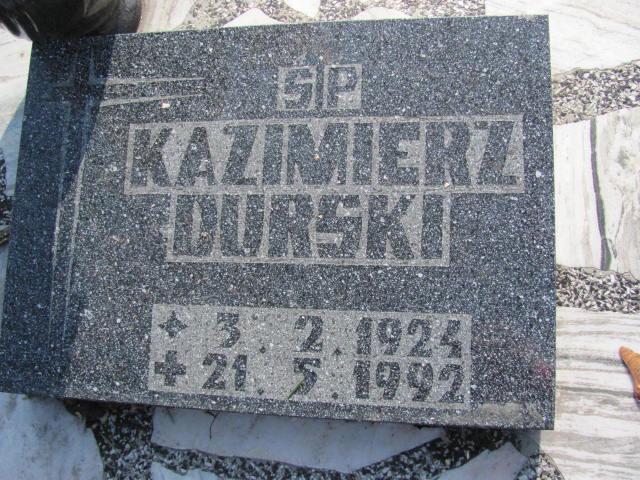 ŚP
KAZIMIERZ
DURSKI
✦ 3. 2. 1924
✚ 21. 5. 1992